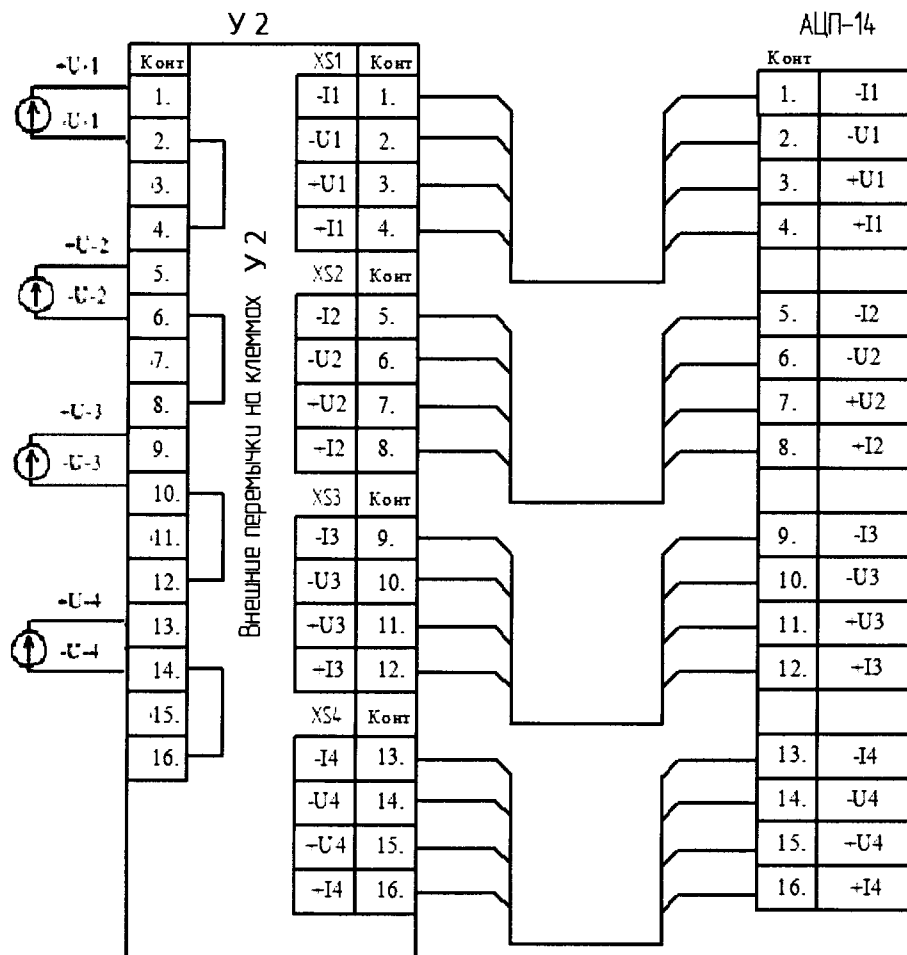 У 2
АЦП-14
+U-1
-U-1
+U-2
-U-2
+U-3
-U-3
+U-4
-U-4
Конт
1.
2.
3.
4.
5.
6.
7.
8.
9.
10.
11.
12.
13.
14.
15.
16.
Внешние перемычки на клеммах У 2
XS1 Конт
-I1 1.
-U1 2.
+U1 3.
+I1 4.
XS2 Конт
-I2 5.
-U2 6.
+U2 7.
+I2 8.
XS3 Конт
-I3 9.
-U3 10.
+U3 11.
+I3 12.
XS4 Конт
-I4 13.
-U4 14.
+U4 15.
+I4 16.
Конт
1. -I1
2. -U1
3. +U1
4. +I1
5. -I2
6. -U2
7. +U2
8. +I2
9. -I3
10. -U3
11. +U3
12. +I3
13. -I4
14. -U4
15. +U4
16. +I4